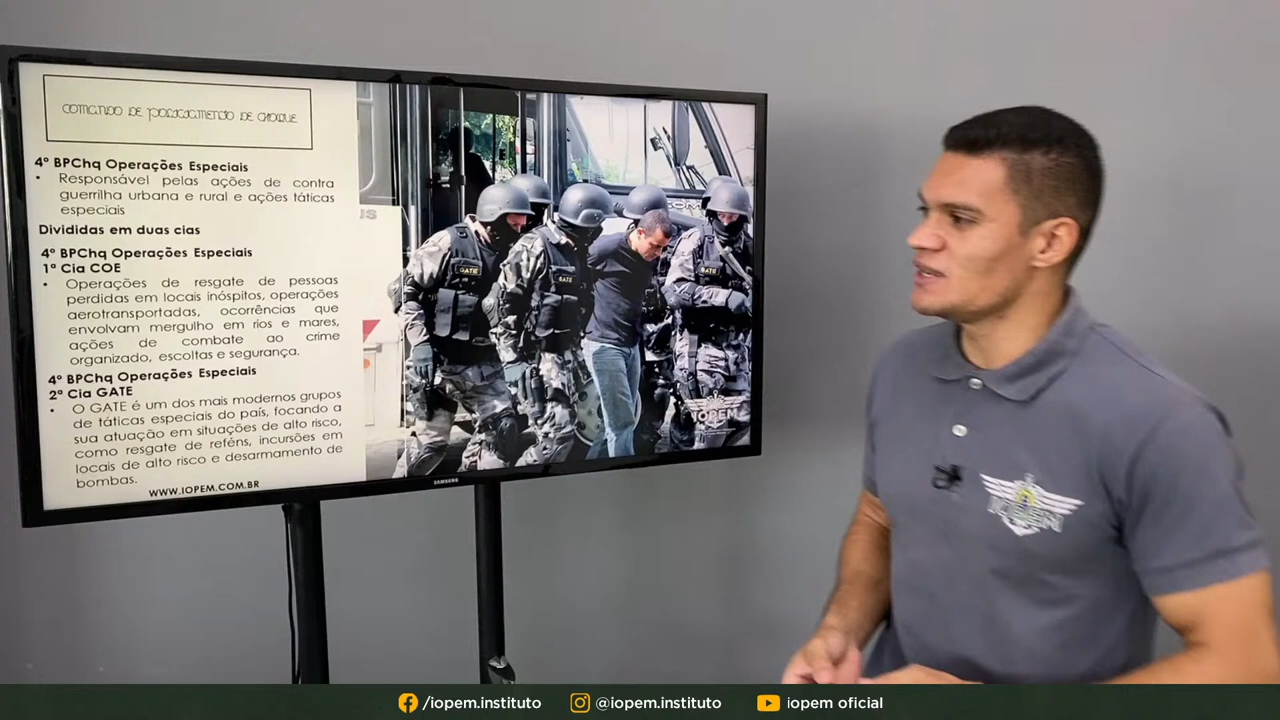 COMANDO DE POLICIAMENTO DE CHOQUE
4º BPChq Operações Especiais
• Responsável pelas ações de contra
guerrilha urbana e rural e ações táticas
especiais
Divididas em duas cias
4º BPChq Operações Especiais
1ª Cia COE
• Operações de resgate de pessoas
perdidas em locais inóspitos, operações
aerotransportadas, ocorrências que
envolvam mergulho em rios e mares,
ações de combate ao crime
organizado, escoltas e segurança.
4º BPChq Operações Especiais
2ª Cia GATE
• O GATE é um dos mais modernos grupos
de táticas especiais do país, focando a
sua atuação em situações de alto risco,
como resgate de reféns, incursões em
locais de alto risco e desarmamento de
bombas.
WWW.IOPEM.COM.BR
US
GATE
GATE
GATE
IOPEM
SAMSUNG
IOPEM
/iopem.instituto
@iopem.instituto
iopem oficial